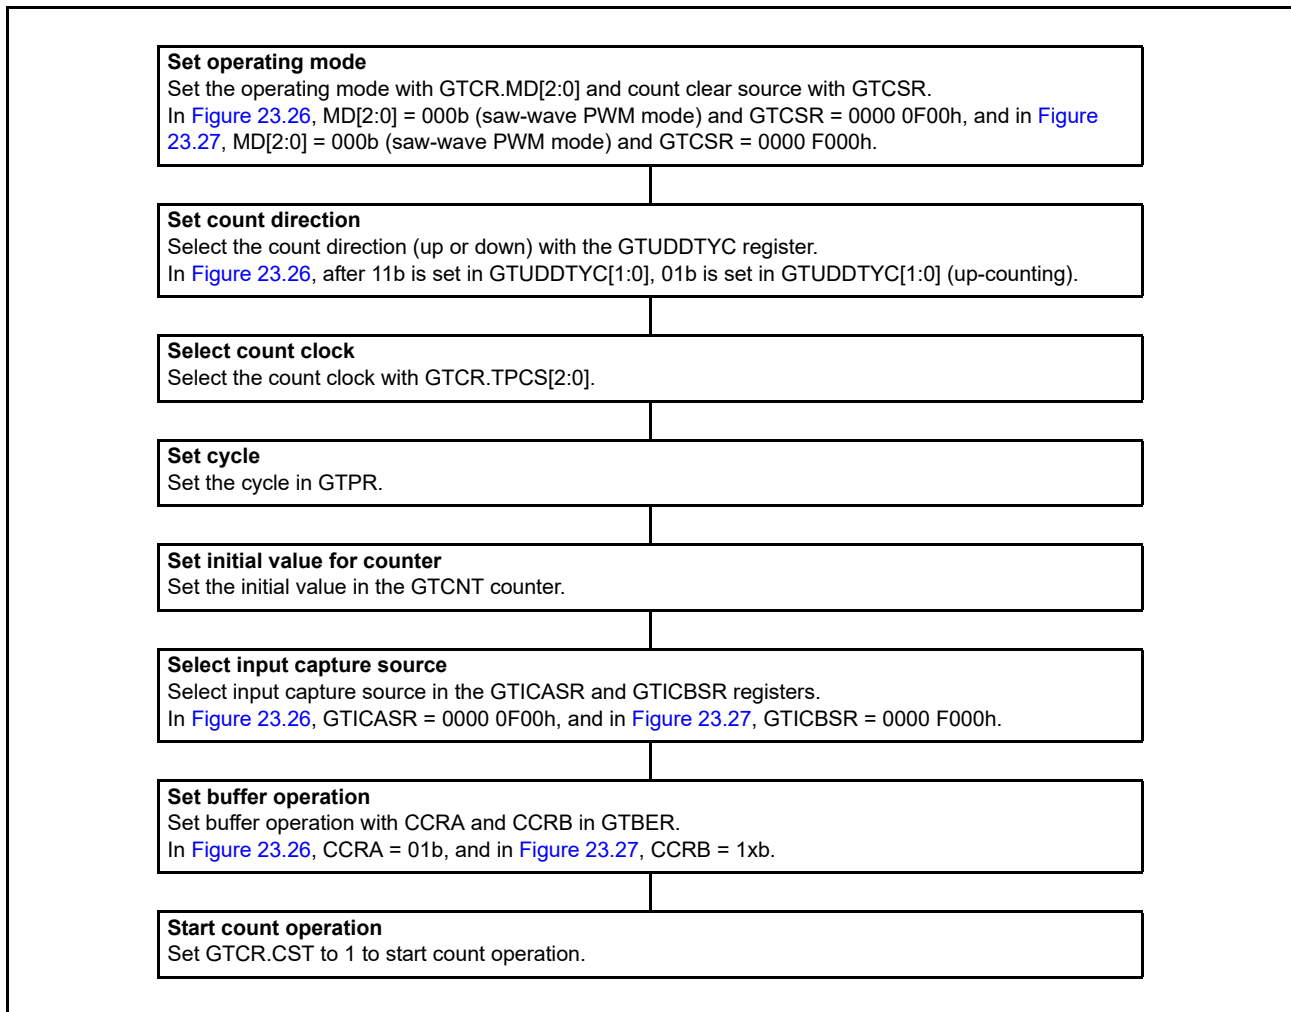 Set operating mode
Set the operating mode with GTCR.MD[2:0] and count clear source with GTCSR.
In Figure 23.26, MD[2:0] = 000b (saw-wave PWM mode) and GTCSR = 0000 0F00h, and in Figure
23.27, MD[2:0] = 000b (saw-wave PWM mode) and GTCSR = 0000 F000h.
Set count direction
Select the count direction (up or down) with the GTUDDTYC register.
In Figure 23.26, after 11b is set in GTUDDTYC[1:0], 01b is set in GTUDDTYC[1:0] (up-counting).
Select count clock
Select the count clock with GTCR.TPCS[2:0].
Set cycle
Set the cycle in GTPR.
Set initial value for counter
Set the initial value in the GTCNT counter.
Select input capture source
Select input capture source in the GTICASR and GTICBSR registers.
In Figure 23.26, GTICASR = 0000 0F00h, and in Figure 23.27, GTICBSR = 0000 F000h.
Set buffer operation
Set buffer operation with CCRA and CCRB in GTBER.
In Figure 23.26, CCRA = 01b, and in Figure 23.27, CCRB = 1xb.
Start count operation
Set GTCR.CST to 1 to start count operation.